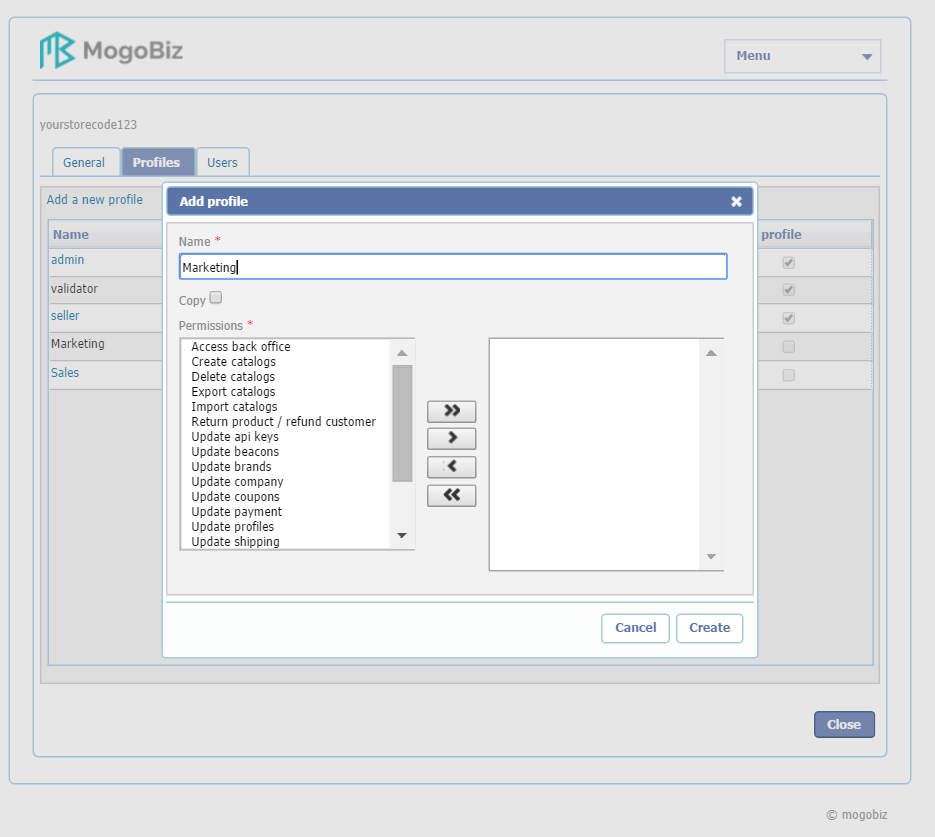 MogoBiz
Menu
yourstorecode123
General
Profiles
Users
Add a new profile
Add profile
Name
profile
Name *
admin
Marketing
validator
Copy
seller
Permissions *
Marketing
Access back office
Create catalogs
Sales
Delete catalogs
Export catalogs
Import catalogs
Return product / refund customer
Update api keys
Update beacons
Update brands
Update company
Update coupons
Update payment
Update profiles
Update shipping
Cancel
Create
Close
© mogobiz